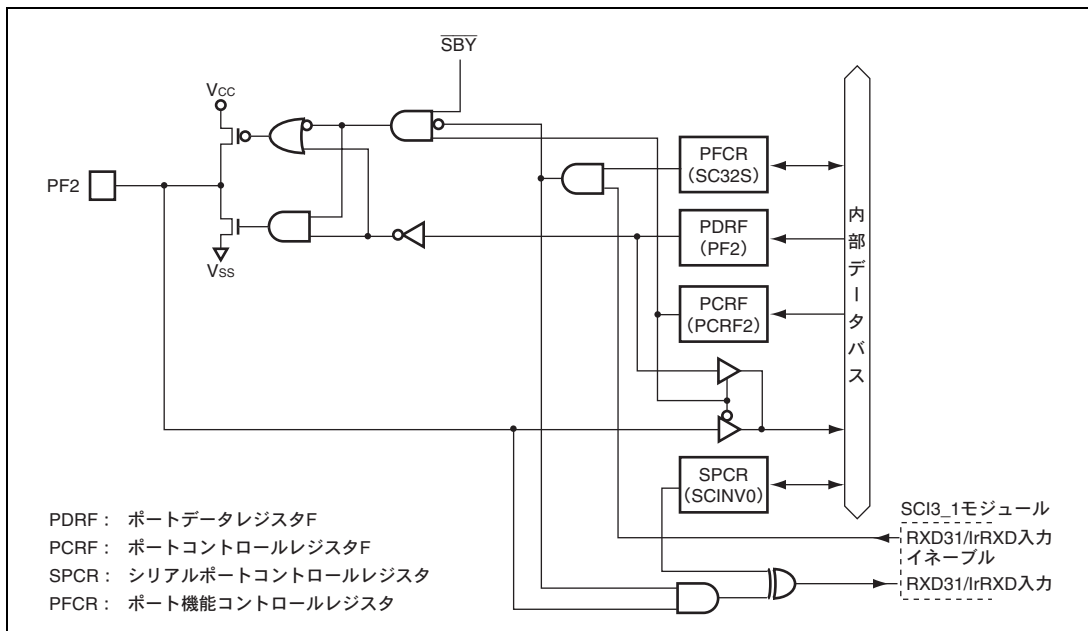 SBY
VCC
PF2
VSS
PFCR
(SC32S)
PDRF
(PF2)
PCRF
(PCRF2)
SPCR
(SCINV0)
内部データバス
SCI3_1モジュール
RXD31/IrRXD入力
イネーブル
RXD31/IrRXD入力
PDRF： ポートデータレジスタF
PCRF： ポートコントロールレジスタF
SPCR： シリアルポートコントロールレジスタ
PFCR： ポート機能コントロールレジスタ